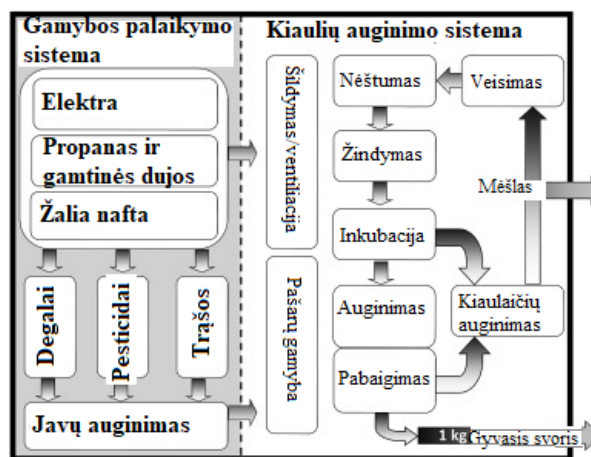 Gamybos palaikymo
sistema
Elektra
Propanas ir
gamtinės dujos
Žalia nafta
Degalai
Pesticidai
Trąšos
Javų auginimas
Kiaulių auginimo sistema
Šildymas/ventiliacija
Pašarų gamyba
Nėštumas
Veisimas
Žindymas
Mėšlas
Inkubacija
Auginimas
Kiaulaičių
auginimas
Pabaigimas
1 kg
Gyvasis svoris